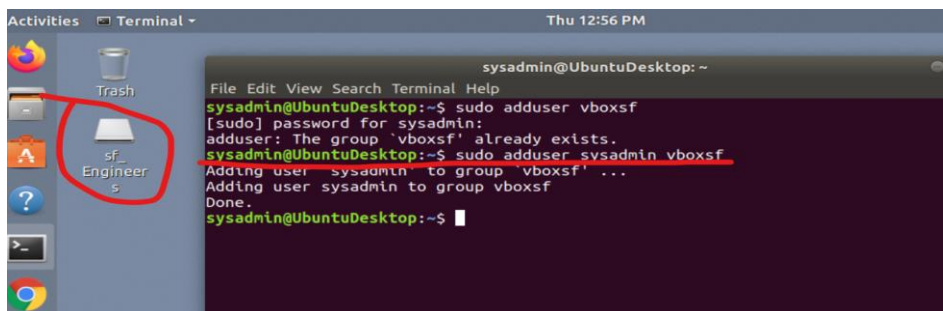 Activities Terminal Thu 12:56 PM
Trash
sf_
Engineer
s
sysadmin@UbuntuDesktop: ~
File Edit View Search Terminal Help
sysadmin@UbuntuDesktop:~$ sudo adduser vboxsf
[sudo] password for sysadmin:
adduser: The group `vboxsf' already exists.
sysadmin@UbuntuDesktop:~$ sudo adduser sysadmin vboxsf
Adding user `sysadmin' to group `vboxsf' ...
Adding user sysadmin to group vboxsf
Done.
sysadmin@UbuntuDesktop:~$